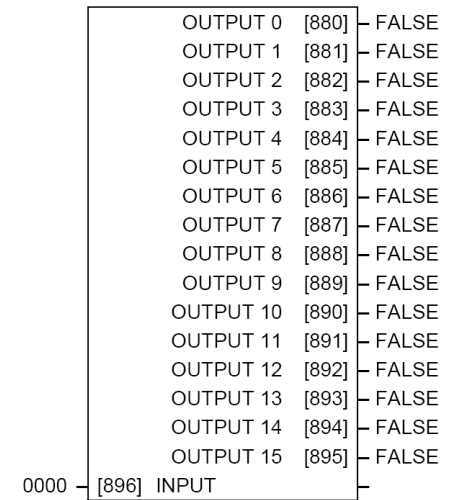 OUTPUT 0 [880] – FALSE
OUTPUT 1 [881] – FALSE
OUTPUT 2 [882] – FALSE
OUTPUT 3 [883] – FALSE
OUTPUT 4 [884] – FALSE
OUTPUT 5 [885] – FALSE
OUTPUT 6 [886] – FALSE
OUTPUT 7 [887] – FALSE
OUTPUT 8 [888] – FALSE
OUTPUT 9 [889] – FALSE
OUTPUT 10 [890] – FALSE
OUTPUT 11 [891] – FALSE
OUTPUT 12 [892] – FALSE
OUTPUT 13 [893] – FALSE
OUTPUT 14 [894] – FALSE
OUTPUT 15 [895] – FALSE
0000 – [896] INPUT –